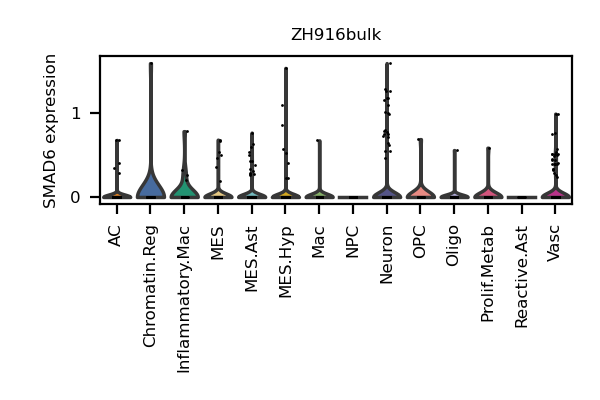 ZH916bulk
SMAD6 expression
1
0
AC
Chromatin.Reg
Inflammatory.Mac
MES
MES.Ast
MES.Hyp
Mac
NPC
Neuron
OPC
Oligo
Prolif.Metab
Reactive.Ast
Vasc